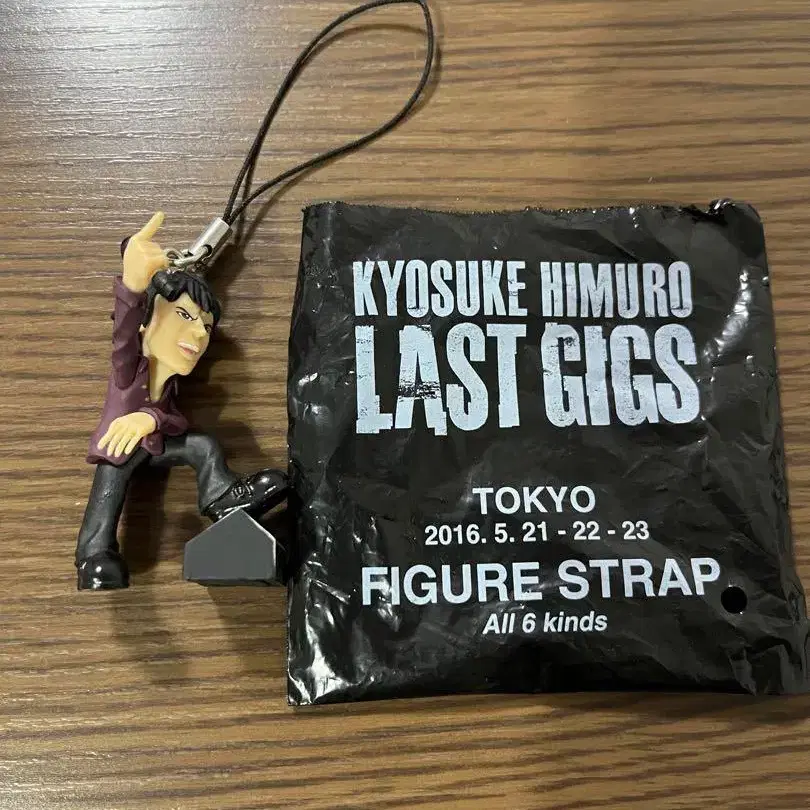 KYOSUKE HIMURO
LAST GIGS
TOKYO
2016. 5. 21 - 22 - 23
FIGURE STRAP
All 6 kinds